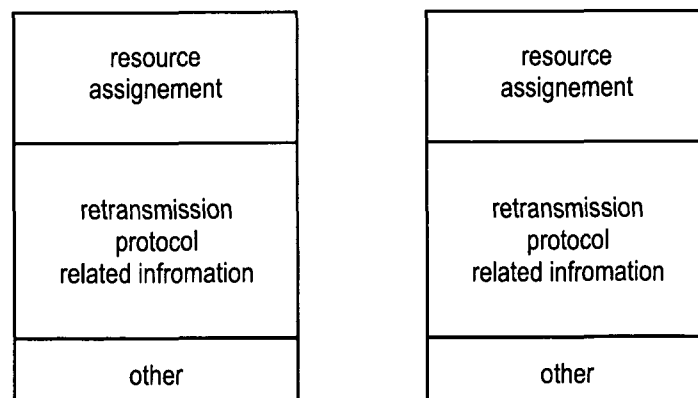 resource
assignement
retransmission
protocol
related infromation
other
resource
assignement
retransmission
protocol
related infromation
other